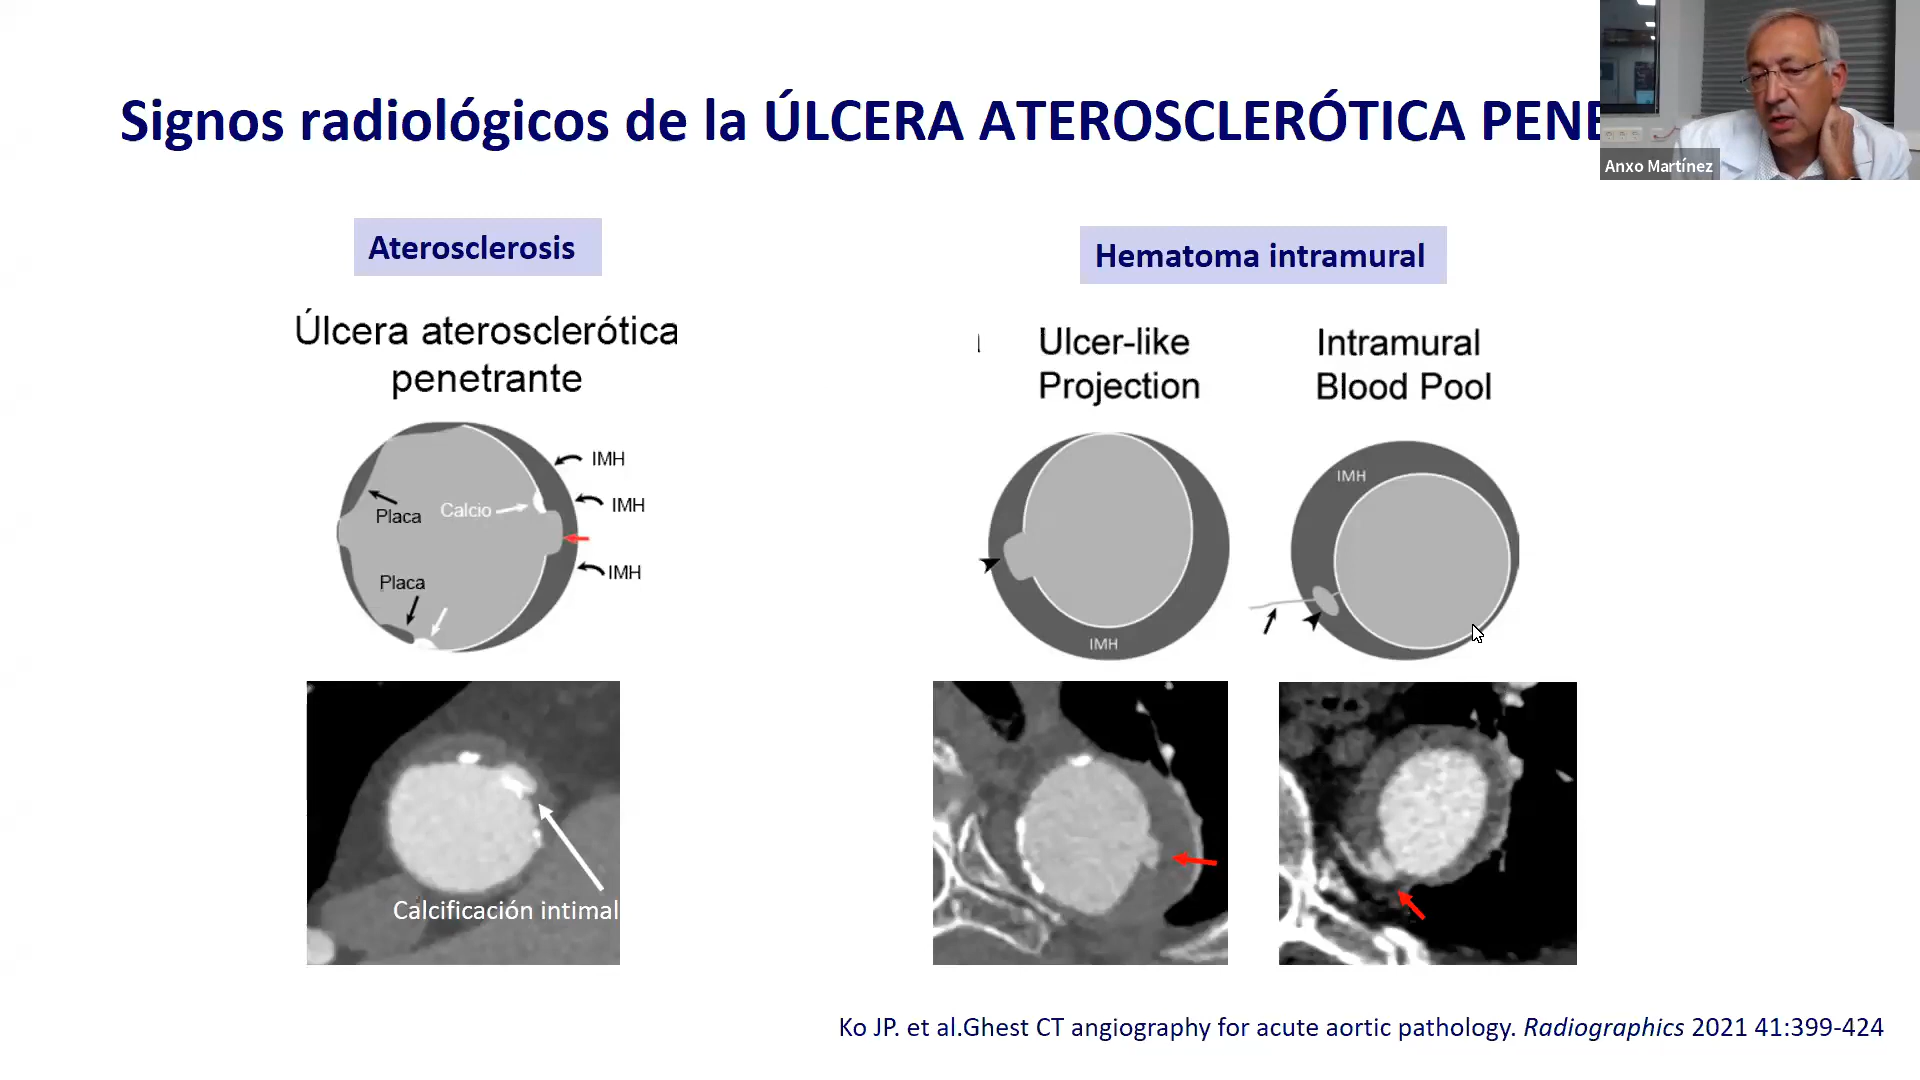 Signos radiológicos de la ÚLCERA ATEROSCLERÓTICA PENE
Anxo Martínez
Aterosclerosis
Hematoma intramural
Úlcera aterosclerótica
penetrante
Ulcer-like
Projection
Intramural
Blood Pool
IMH
IMH
Calcio
Placa
IMH
Placa
IMH
IMH
Calcificación intimal
Ko JP. et al.Ghest CT angiography for acute aortic pathology. Radiographics 2021 41:399-424